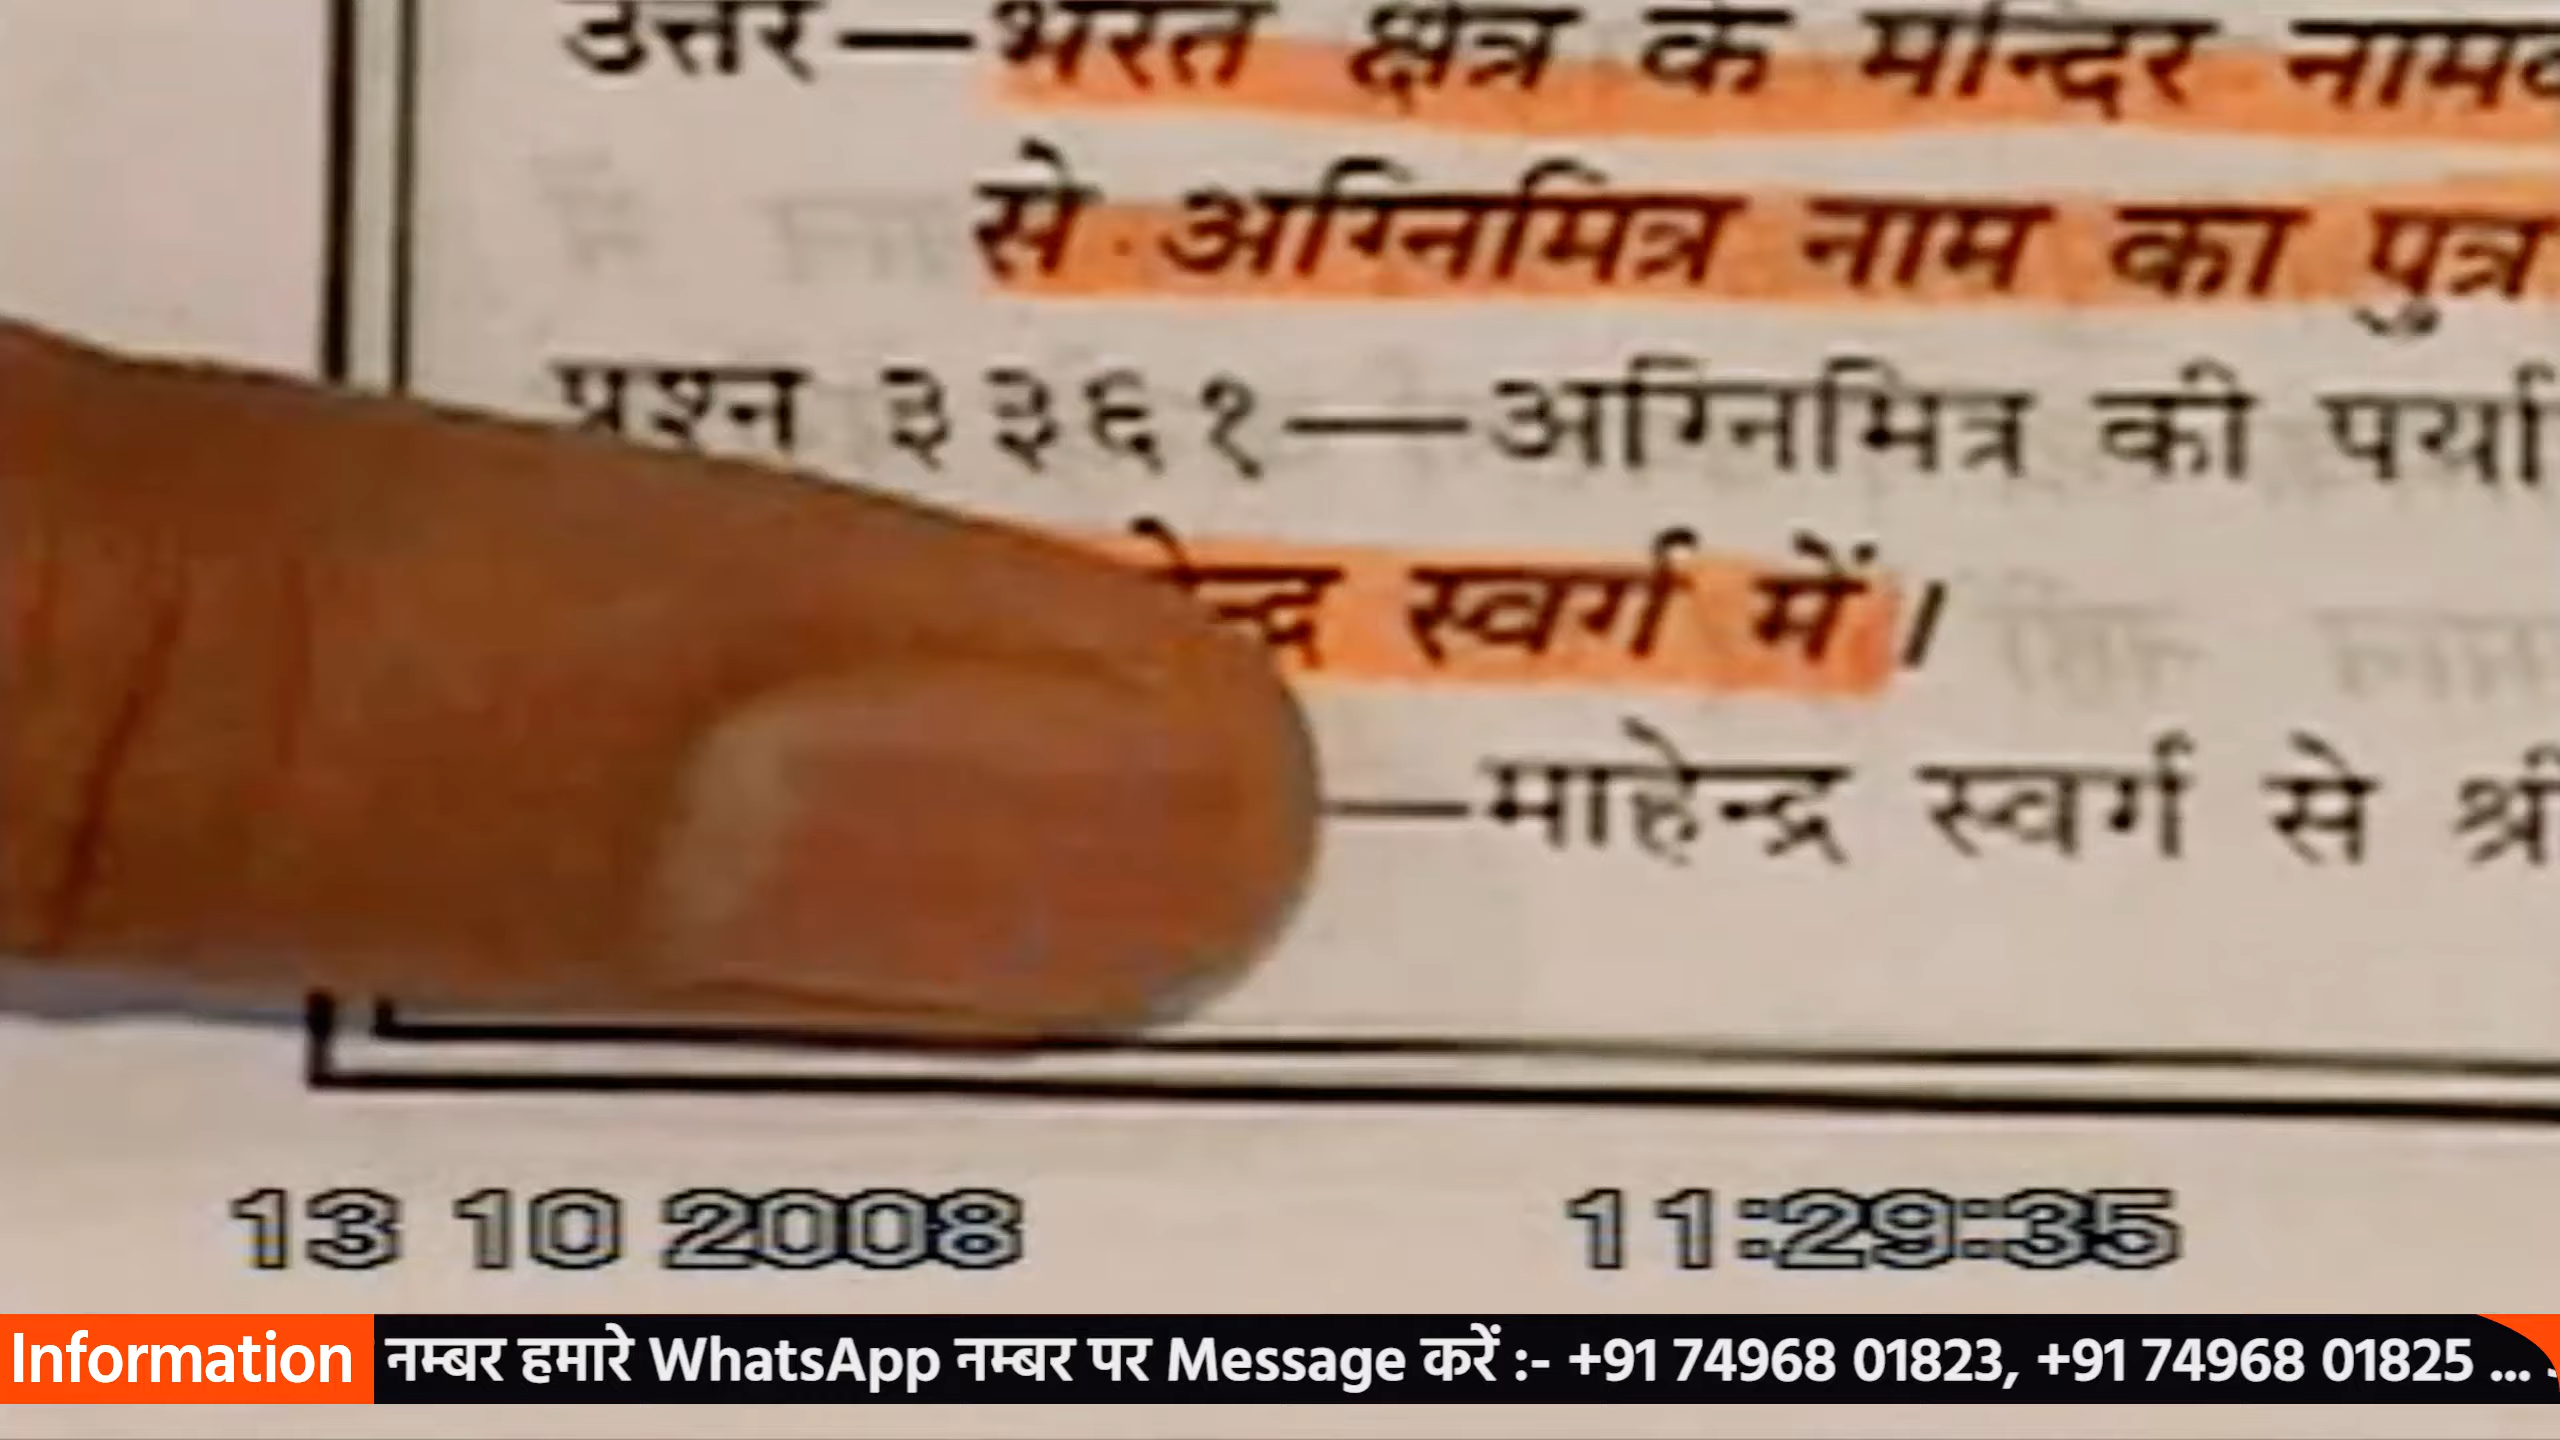 उत्तर—भरत क्षेत्र के मन्दिर
से अग्निमित्र नाम का पुत्र
प्रश्न ३३६१—अग्निमित्र की
स्वर्ग में।
—माहेन्द्र स्वर्ग से
13 10 2008 11:29:35
Information नम्बर हमारे WhatsApp नम्बर पर Message करें :- +91 74968 01823, +91 74968 01825 ...